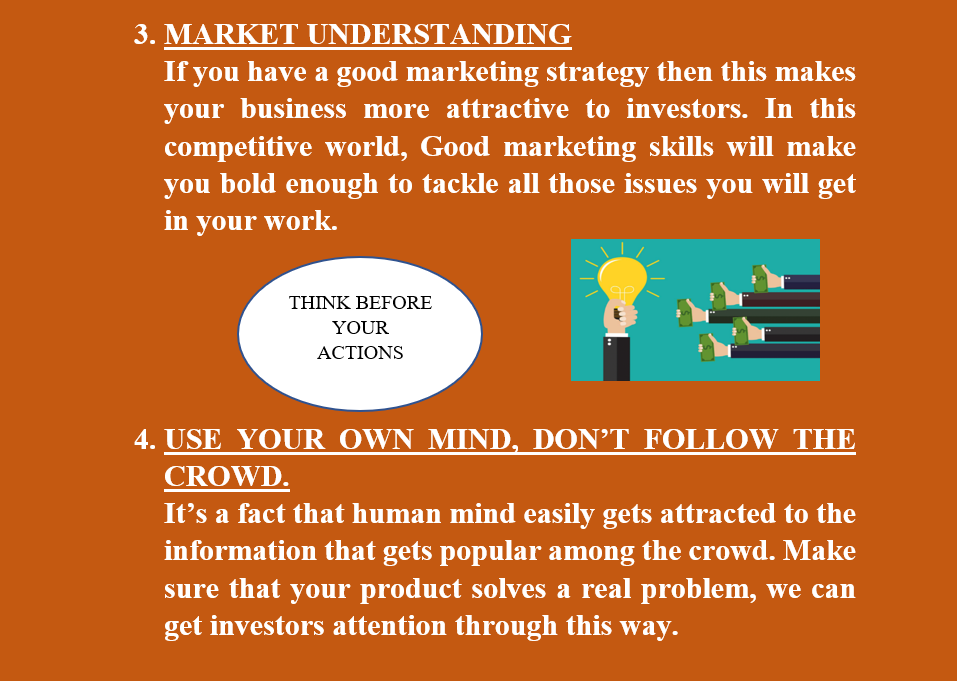 3. MARKET UNDERSTANDING
If you have a good marketing strategy then this makes
your business more attractive to investors. In this
competitive world, Good marketing skills will make
you bold enough to tackle all those issues you will get
in your work.
THINK BEFORE
YOUR
ACTIONS
4. USE YOUR OWN MIND, DON’T FOLLOW THE
CROWD.
It’s a fact that human mind easily gets attracted to the
information that gets popular among the crowd. Make
sure that your product solves a real problem, we can
get investors attention through this way.